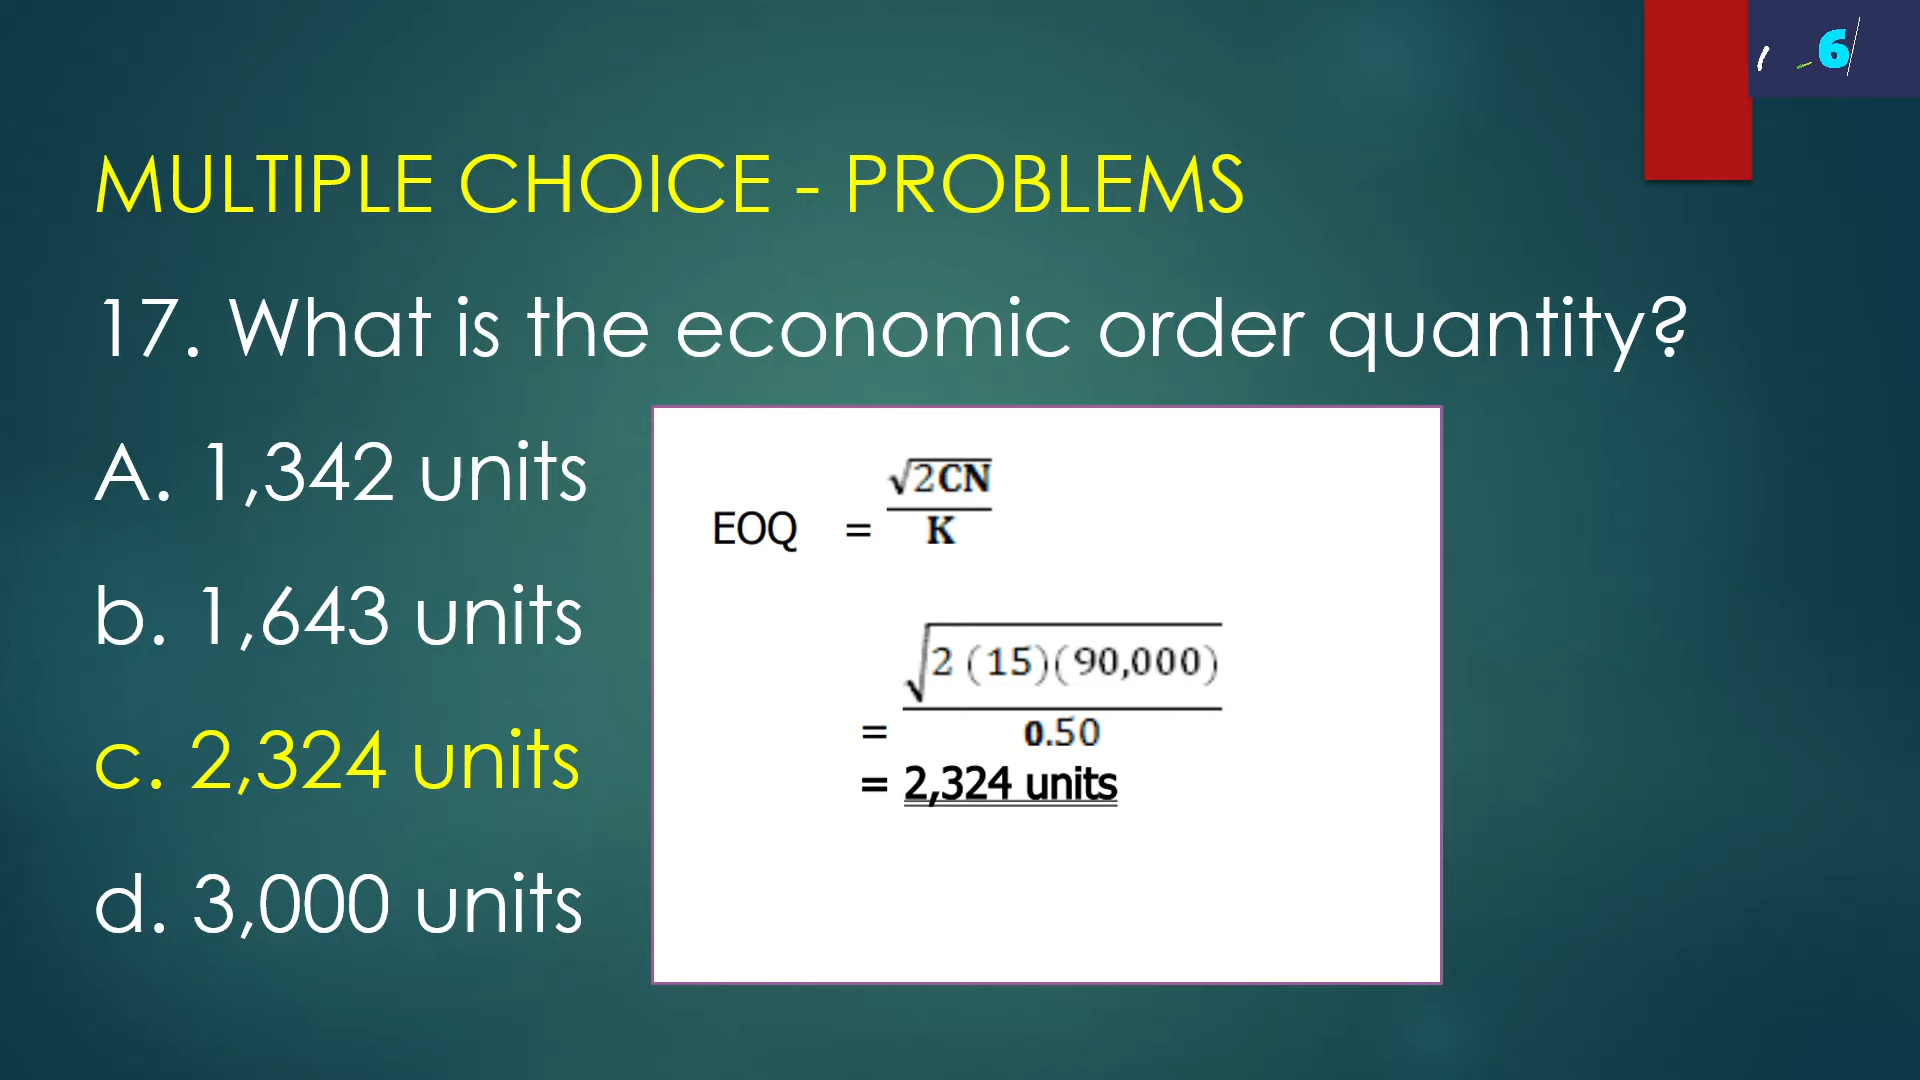 6
MULTIPLE CHOICE - PROBLEMS
17. What is the economic order quantity?
A. 1,342 units
b. 1,643 units
c. 2,324 units
d. 3,000 units
√2CN
EOQ = K
√2 (15)(90,000)
= 0.50
= 2,324 units